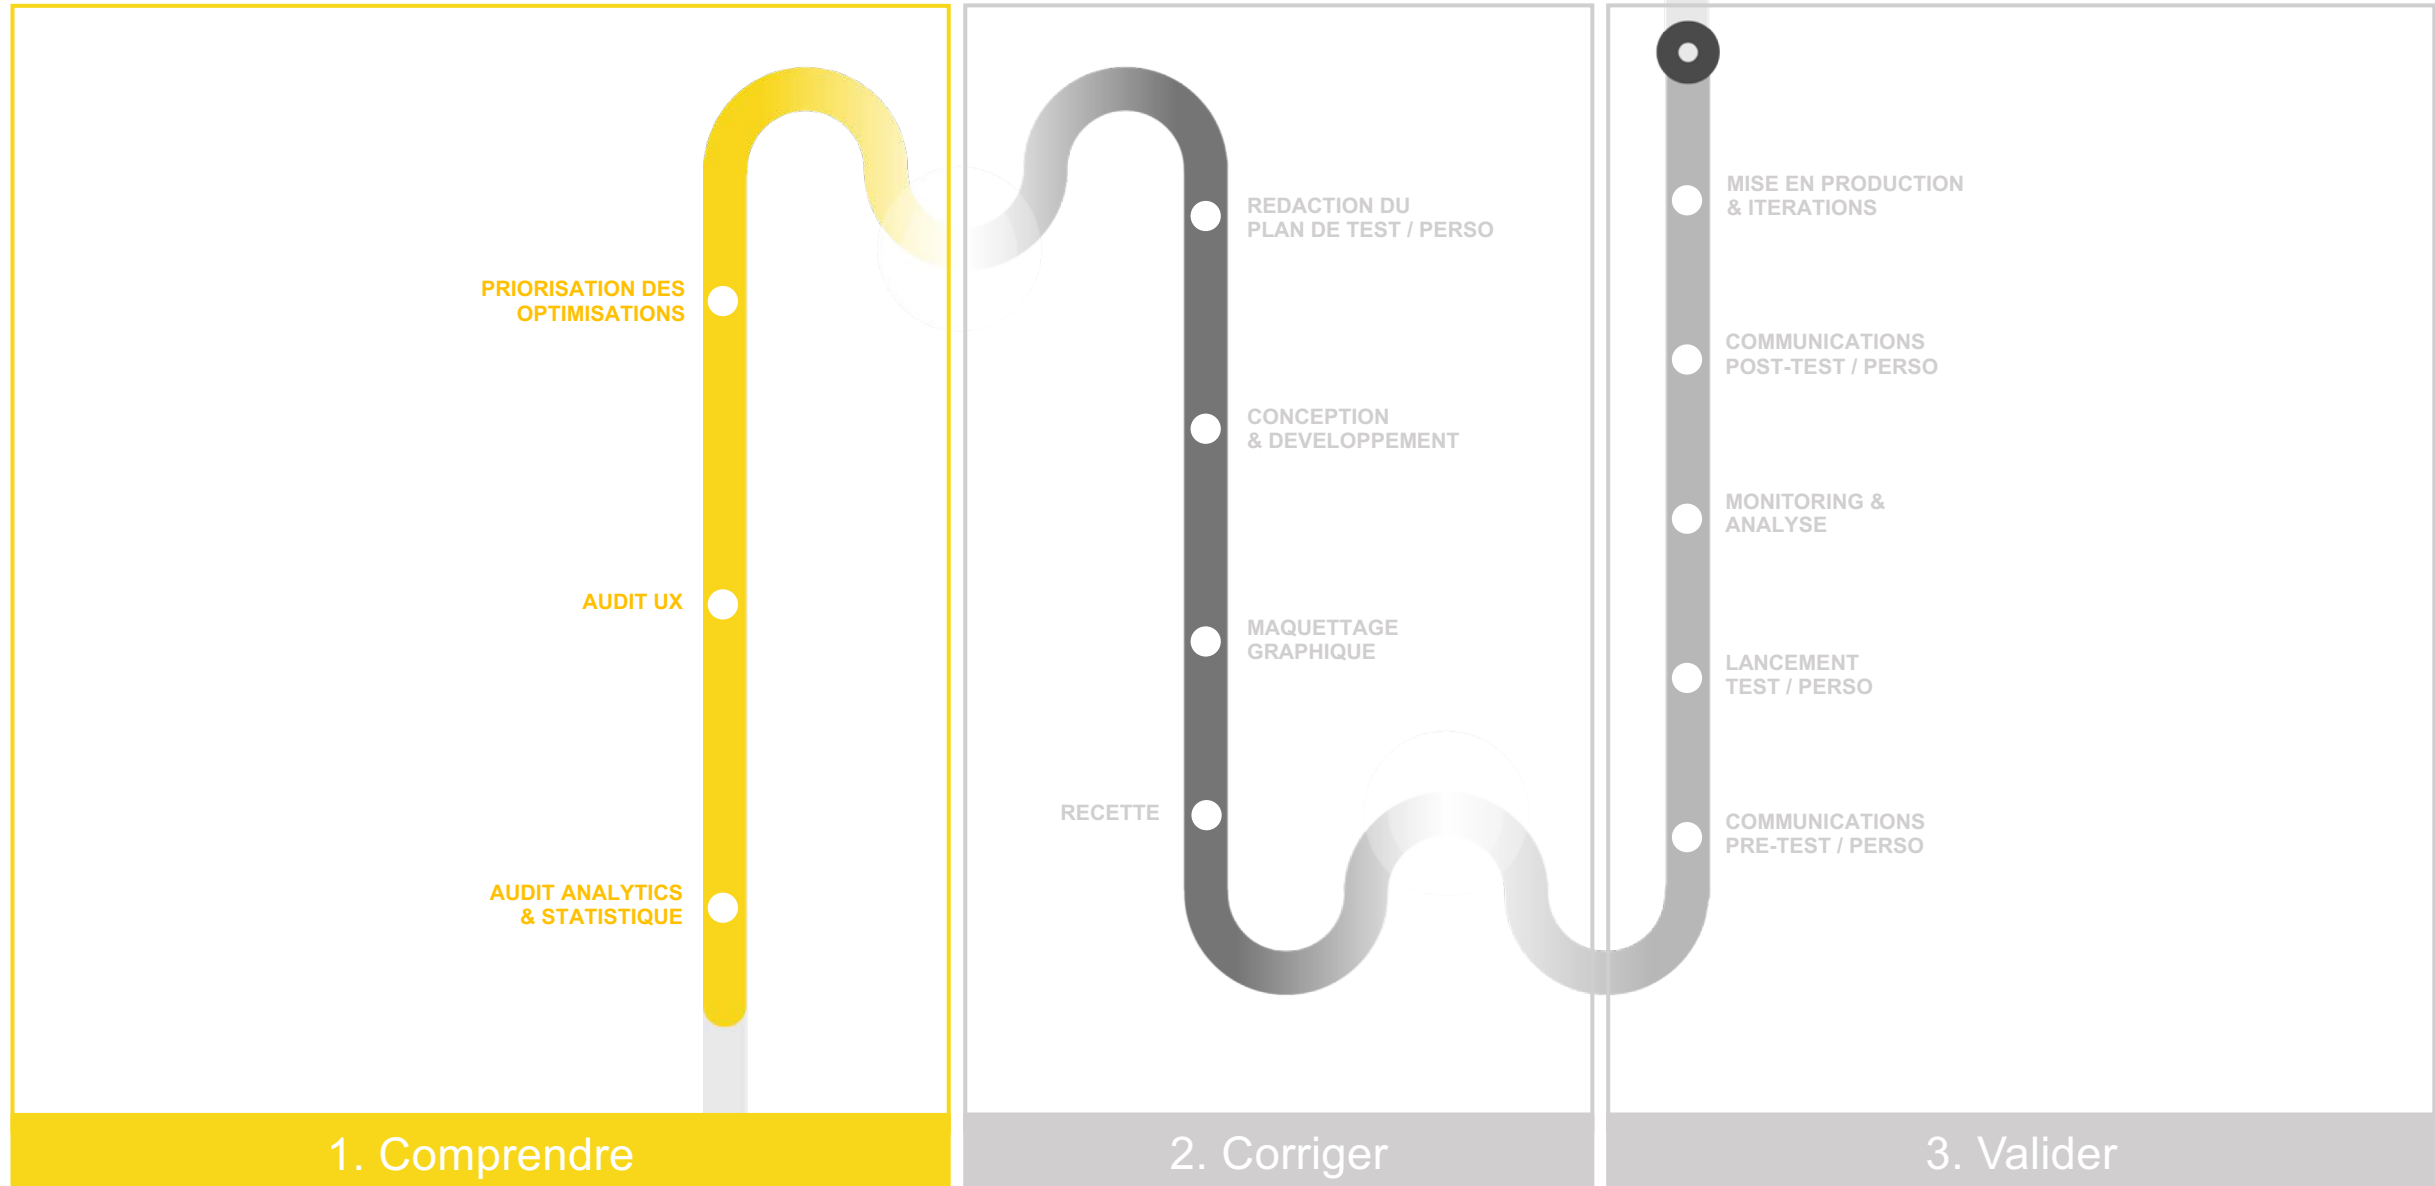 PRIORISATION DES
OPTIMISATIONS
AUDIT UX
AUDIT ANALYTICS
& STATISTIQUE
1. Comprendre
REDACTION DU
PLAN DE TEST / PERSO
CONCEPTION
& DEVELOPPEMENT
MAQUETTAGE
GRAPHIQUE
RECETTE
2. Corriger
MISE EN PRODUCTION
& ITERATIONS
COMMUNICATIONS
POST-TEST / PERSO
MONITORING &
ANALYSE
LANCEMENT
TEST / PERSO
COMMUNICATIONS
PRE-TEST / PERSO
3. Valider